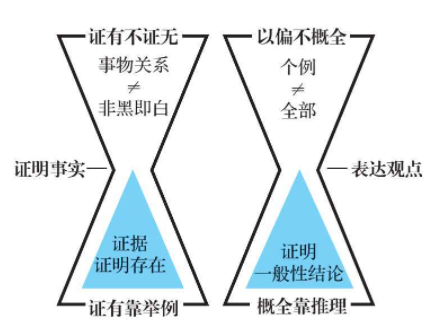 证有不证无
事物关系
≠
非黑即白
证明事实
证据
证明存在
证有靠举例
以偏不概全
个例
≠
全部
表达观点
证明
一般性结论
概全靠推理